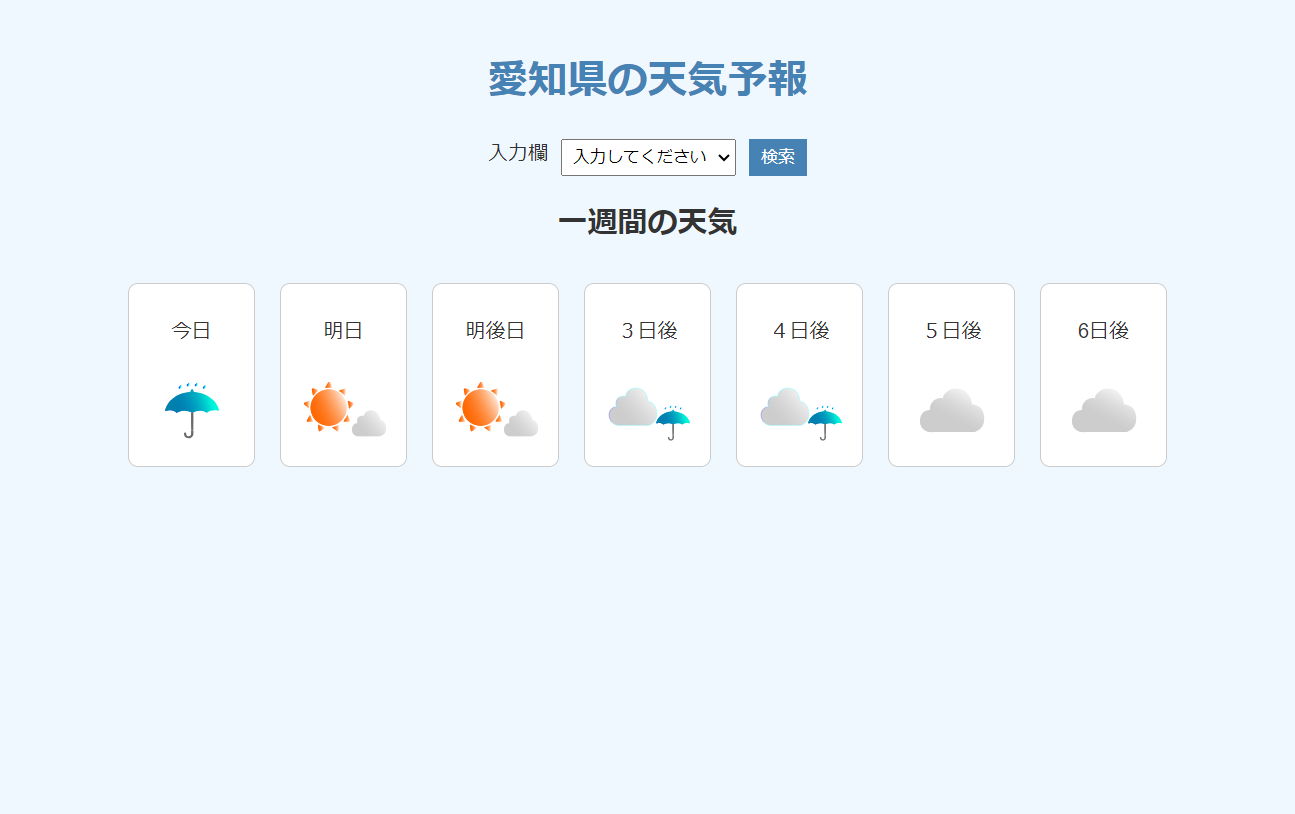 愛知県の天気予報
入力欄 入力してください 検索
一週間の天気
今日 明日 明後日 ３日後 ４日後 ５日後 6日後